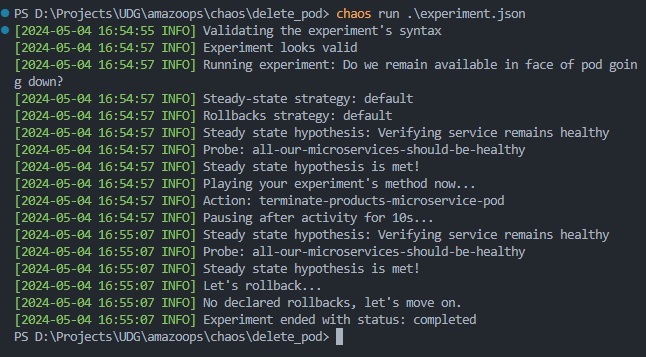 PS D:\Projects\UDG\amazoops\chaos\delete_pod> chaos run .\experiment.json
[2024-05-04 16:54:55 INFO] Validating the experiment's syntax
[2024-05-04 16:54:57 INFO] Experiment looks valid
[2024-05-04 16:54:57 INFO] Running experiment: Do we remain available in face of pod goin
g down?
[2024-05-04 16:54:57 INFO] Steady-state strategy: default
[2024-05-04 16:54:57 INFO] Rollbacks strategy: default
[2024-05-04 16:54:57 INFO] Steady state hypothesis: Verifying service remains healthy
[2024-05-04 16:54:57 INFO] Probe: all-our-microservices-should-be-healthy
[2024-05-04 16:54:57 INFO] Steady state hypothesis is met!
[2024-05-04 16:54:57 INFO] Playing your experiment's method now...
[2024-05-04 16:54:57 INFO] Action: terminate-products-microservice-pod
[2024-05-04 16:54:57 INFO] Pausing after activity for 10s...
[2024-05-04 16:55:07 INFO] Steady state hypothesis: Verifying service remains healthy
[2024-05-04 16:55:07 INFO] Probe: all-our-microservices-should-be-healthy
[2024-05-04 16:55:07 INFO] Steady state hypothesis is met!
[2024-05-04 16:55:07 INFO] Let's rollback...
[2024-05-04 16:55:07 INFO] No declared rollbacks, let's move on.
[2024-05-04 16:55:07 INFO] Experiment ended with status: completed
PS D:\Projects\UDG\amazoops\chaos\delete_pod>